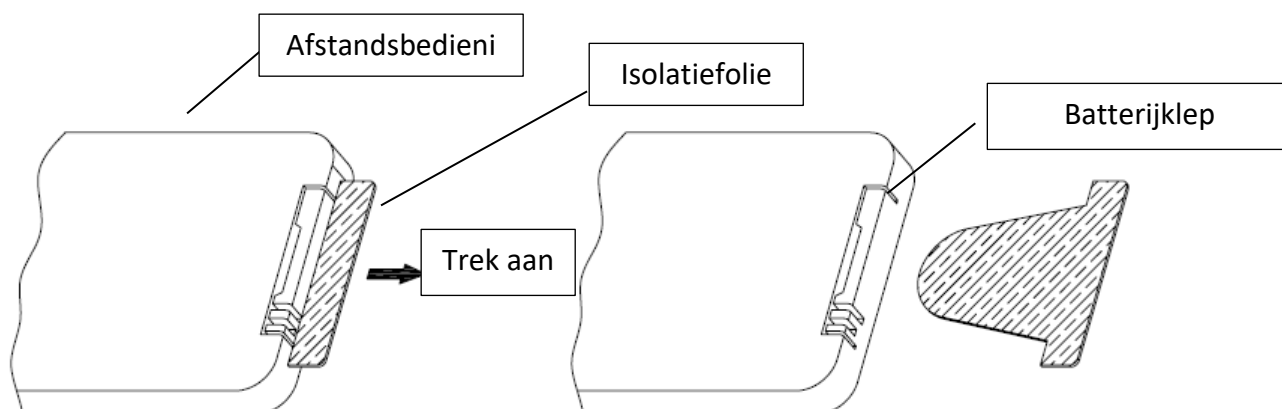 Afstandsbedieni
Isolatiefolie
Batterijklep
Trek aan